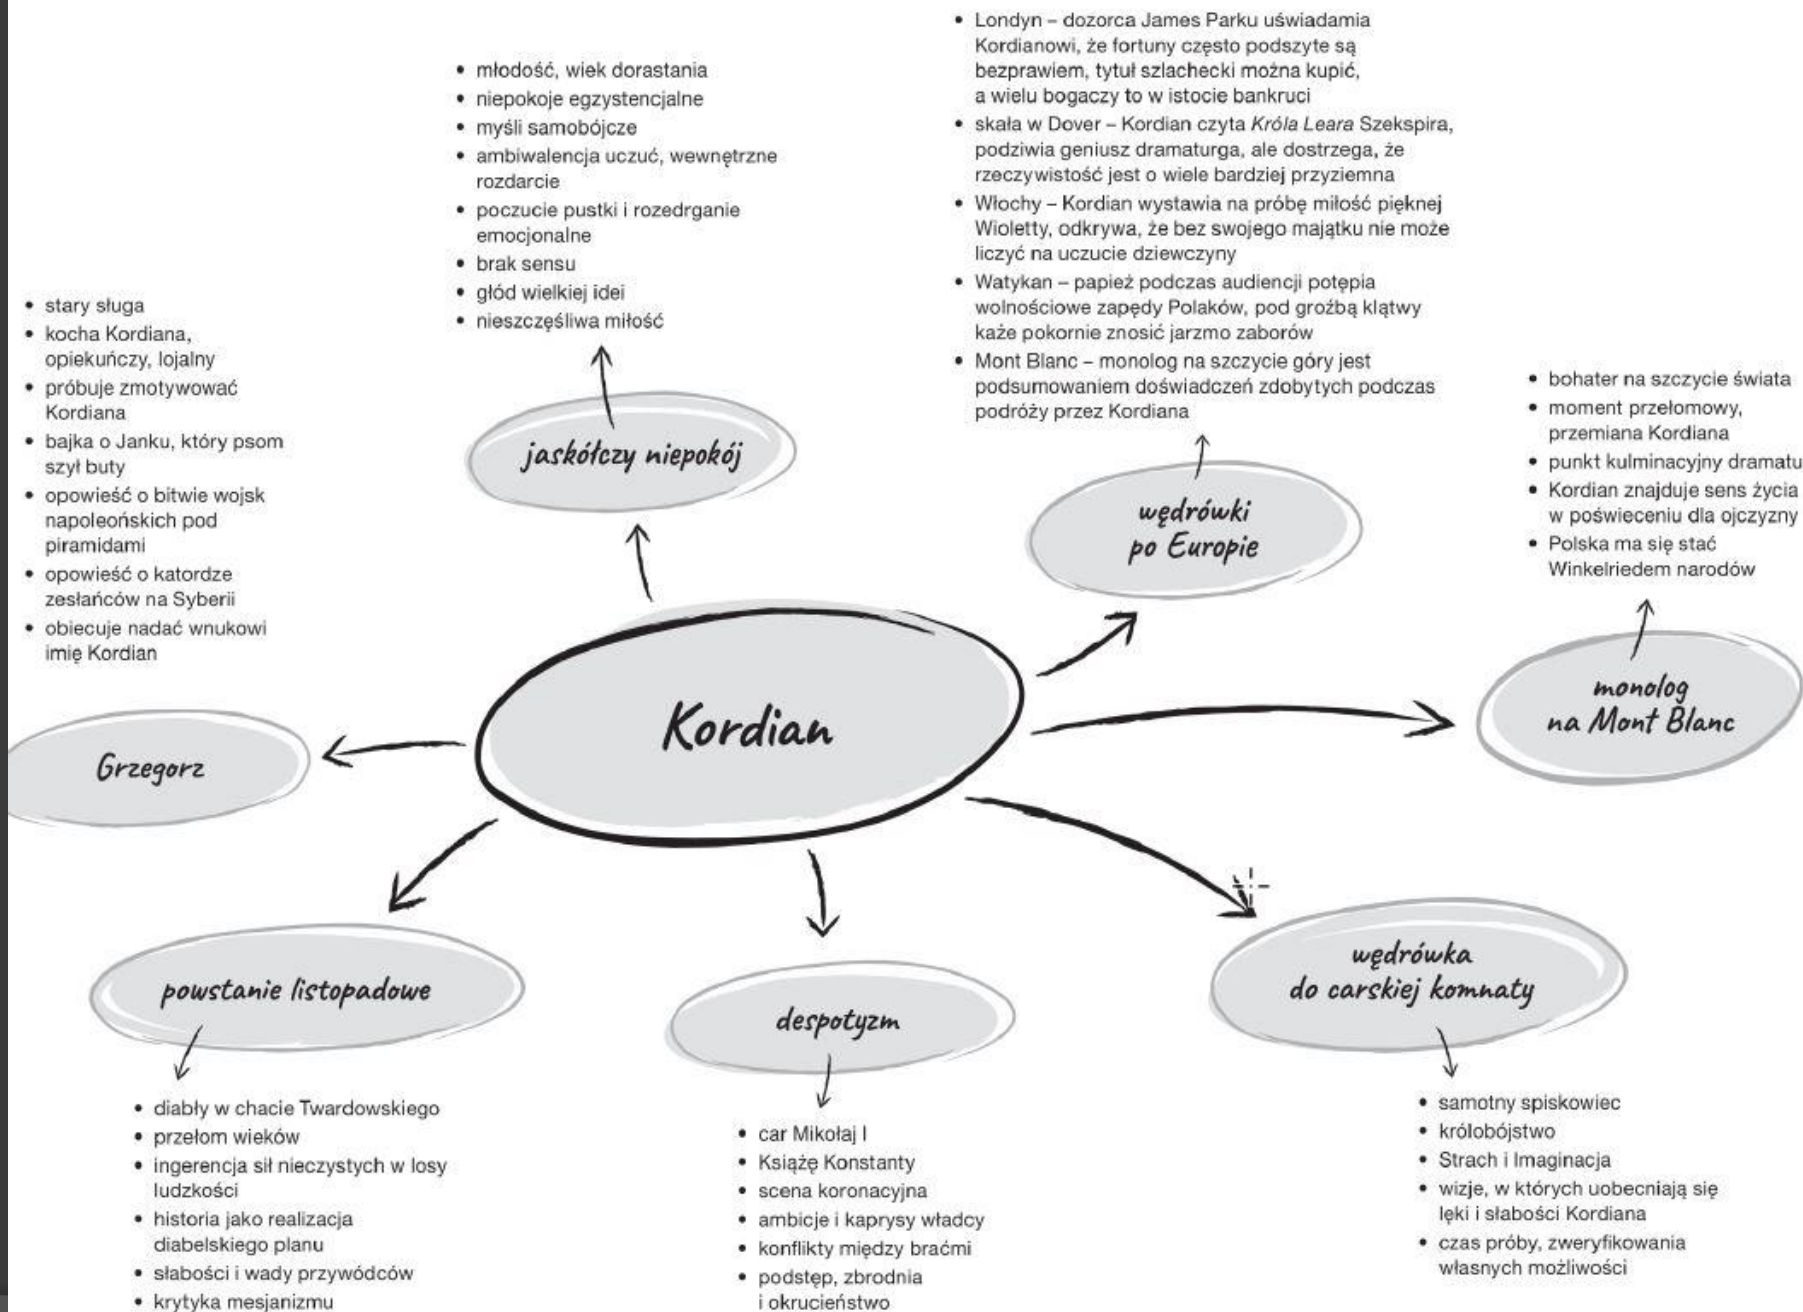 • Londyn – dozorca James Parku uświadamia
Kordianowi, że fortuny często podszyte są
bezprawiem, tytuł szlachecki można kupić,
a wielu bogaczy to w istocie bankruci
• skała w Dover – Kordian czyta Króla Leara Szekspira,
podziwia geniusz dramaturga, ale dostrzega, że
rzeczywistość jest o wiele bardziej przyziemna
• Włochy – Kordian wystawia na próbę miłość pięknej
Wioletty, odkrywa, że bez swojego majątku nie może
liczyć na uczucie dziewczyny
• Watykan – papież podczas audiencji potępia
wolnościowe zapędy Polaków, pod groźbą klątwy
każe pokornie znosić jarzmo zaborów
• Mont Blanc – monolog na szczycie góry jest
podsumowaniem doświadczeń zdobytych podczas
podróży przez Kordiana
wędrówki
po Europie
• młodość, wiek dorastania
• niepokoje egzystencjalne
• myśli samobójcze
• ambiwalencja uczuć, wewnętrzne
rozdarcie
• poczucie pustki i rozedrganie
emocjonalne
• brak sensu
• głód wielkiej idei
• nieszczęśliwa miłość
jaskółczy niepokój
• stary sługa
• kocha Kordiana,
opiekuńczy, lojalny
• próbuje zmotywować
Kordiana
• bajka o Janku, który psom
szył buty
• opowieść o bitwie wojsk
napoleońskich pod
piramidami
• opowieść o katordze
zesłańców na Syberii
• obiecuje nadać wnukowi
imię Kordian
Grzegorz
• bohater na szczycie świata
• moment przełomowy,
przemiana Kordiana
• punkt kulminacyjny dramatu
• Kordian znajduje sens życia
w poświeceniu dla ojczyzny
• Polska ma się stać
Winkelriedem narodów
monolog
na Mont Blanc
Kordian
powstanie listopadowe
• diabły w chacie Twardowskiego
• przełom wieków
• ingerencja sił nieczystych w losy
ludzkości
• historia jako realizacja
diabelskiego planu
• słabości i wady przywódców
• krytyka mesjanizmu
despotyzm
• car Mikołaj I
• Książę Konstanty
• scena koronacyjna
• ambicje i kaprysy władcy
• konflikty między braćmi
• podstęp, zbrodnia
i okrucieństwo
wędrówka
do carskiej komnaty
• samotny spiskowiec
• królobójstwo
• Strach i Imaginacja
• wizje, w których uobecniają się
lęki i słabości Kordiana
• czas próby, zweryfikowania
własnych możliwości